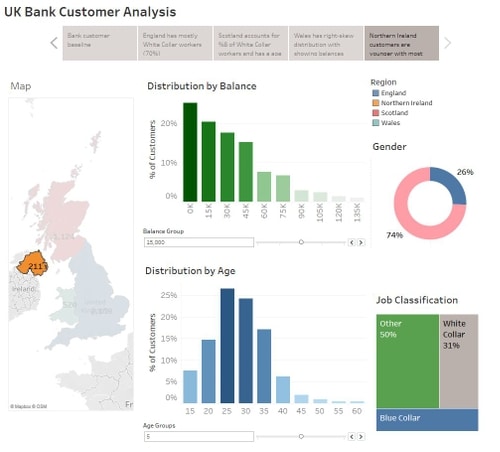 UK Bank Customer Analysis
Bank customer
baseline
England has mostly
White Collar workers
(70%)
Scotland accounts for
of White Collar
workers and has a age
Wales has right-skew
distribution with
showins balances
Northern Ireland
customers are
younger with most
Map
211
Ireland
Fr
© Mapbox © OSM
Distribution by Balance
% of Customers
20%
10%
0%
0K
15K
30K
45K
60K
75K
90K
105K
120K
135K
Balance Group
15,000
Distribution by Age
% of Customers
25%
20%
15%
10%
5%
0%
15 20 25 30 35 40 45 50 55 60
Age Groups
5
Region
England
Northern Ireland
Scotland
Wales
Gender
26%
74%
Job Classification
Other
50%
White
Collar
31%
Blue Collar